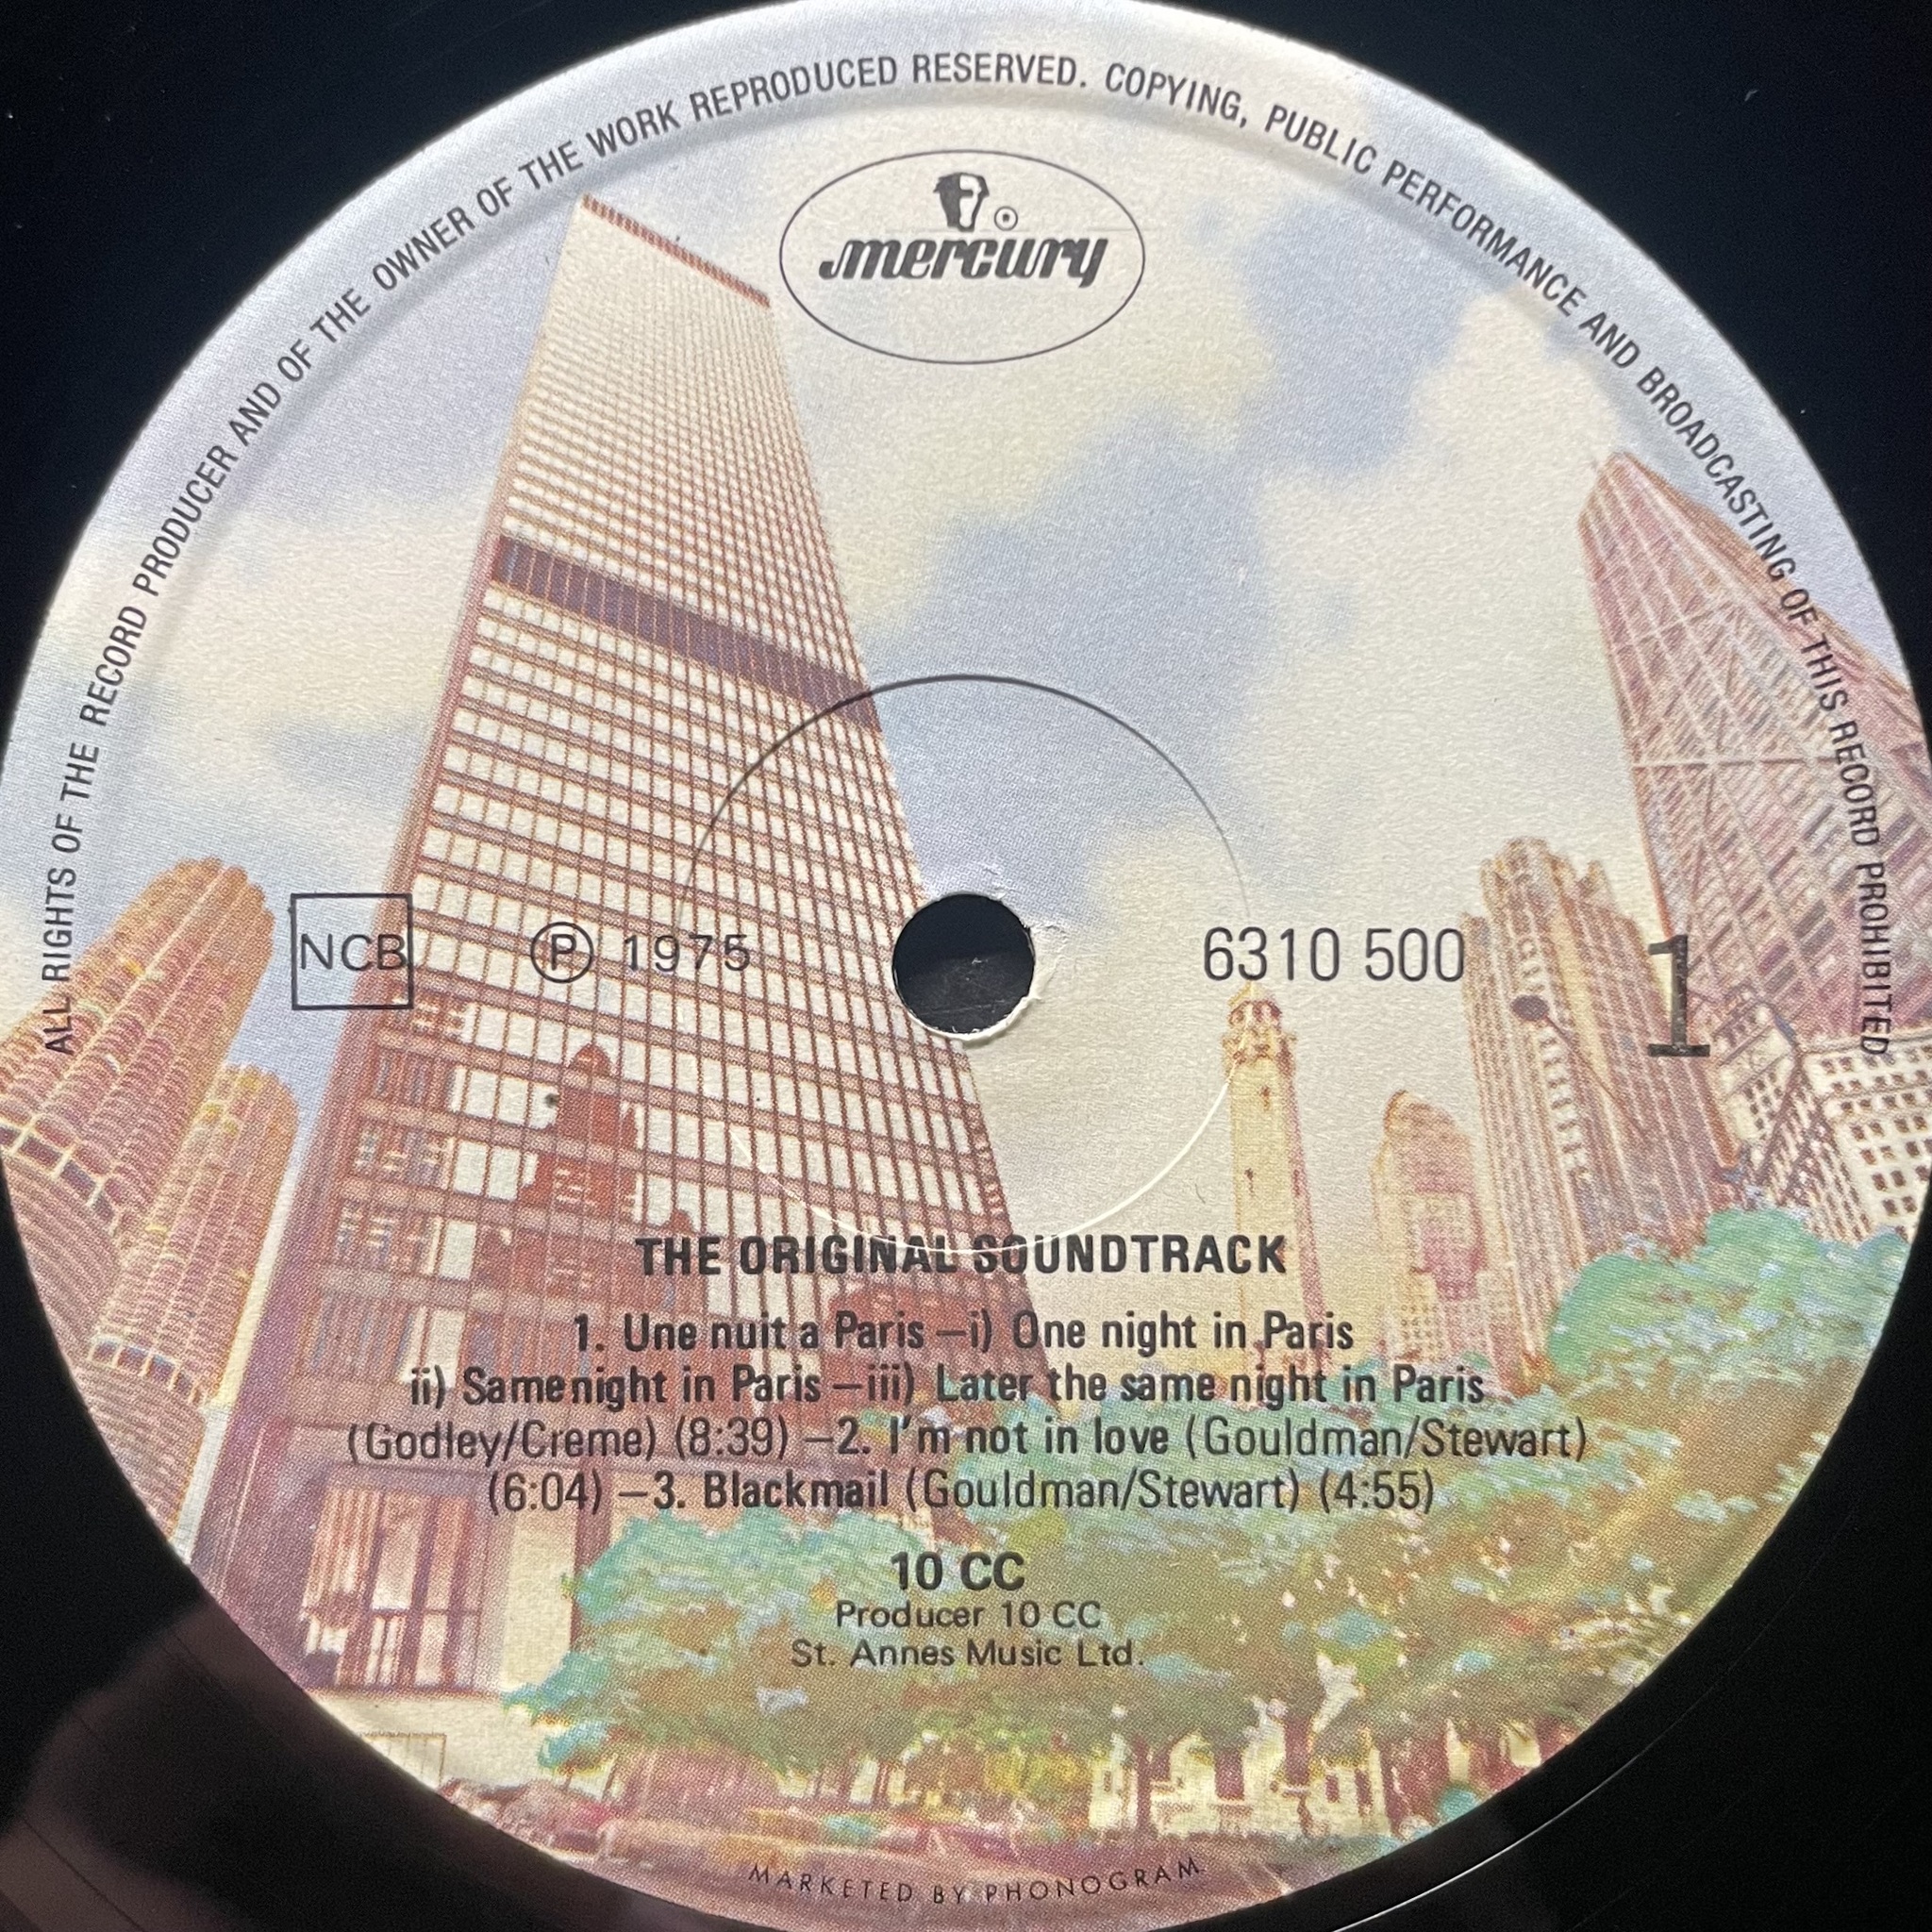 ALL RIGHTS OF THE RECORD PRODUCER AND OF THE OWNER OF THE WORK REPRODUCED RESERVED. COPYING, PUBLIC PERFORMANCE AND BROADCASTING OF THIS RECORD PROHIBITED
mercury
NCB Ⓟ 1975 6310 500 1
THE ORIGINAL SOUNDTRACK
1. Une nuit a Paris – i) One night in Paris
ii) Same night in Paris – iii) Later the same night in Paris
(Godley/Creme) (8:39) – 2. I'm not in love (Gouldman/Stewart)
(6:04) – 3. Blackmail (Gouldman/Stewart) (4:55)
10 CC
Producer 10 CC
St. Annes Music Ltd.
MARKETED BY PHONOGRAM